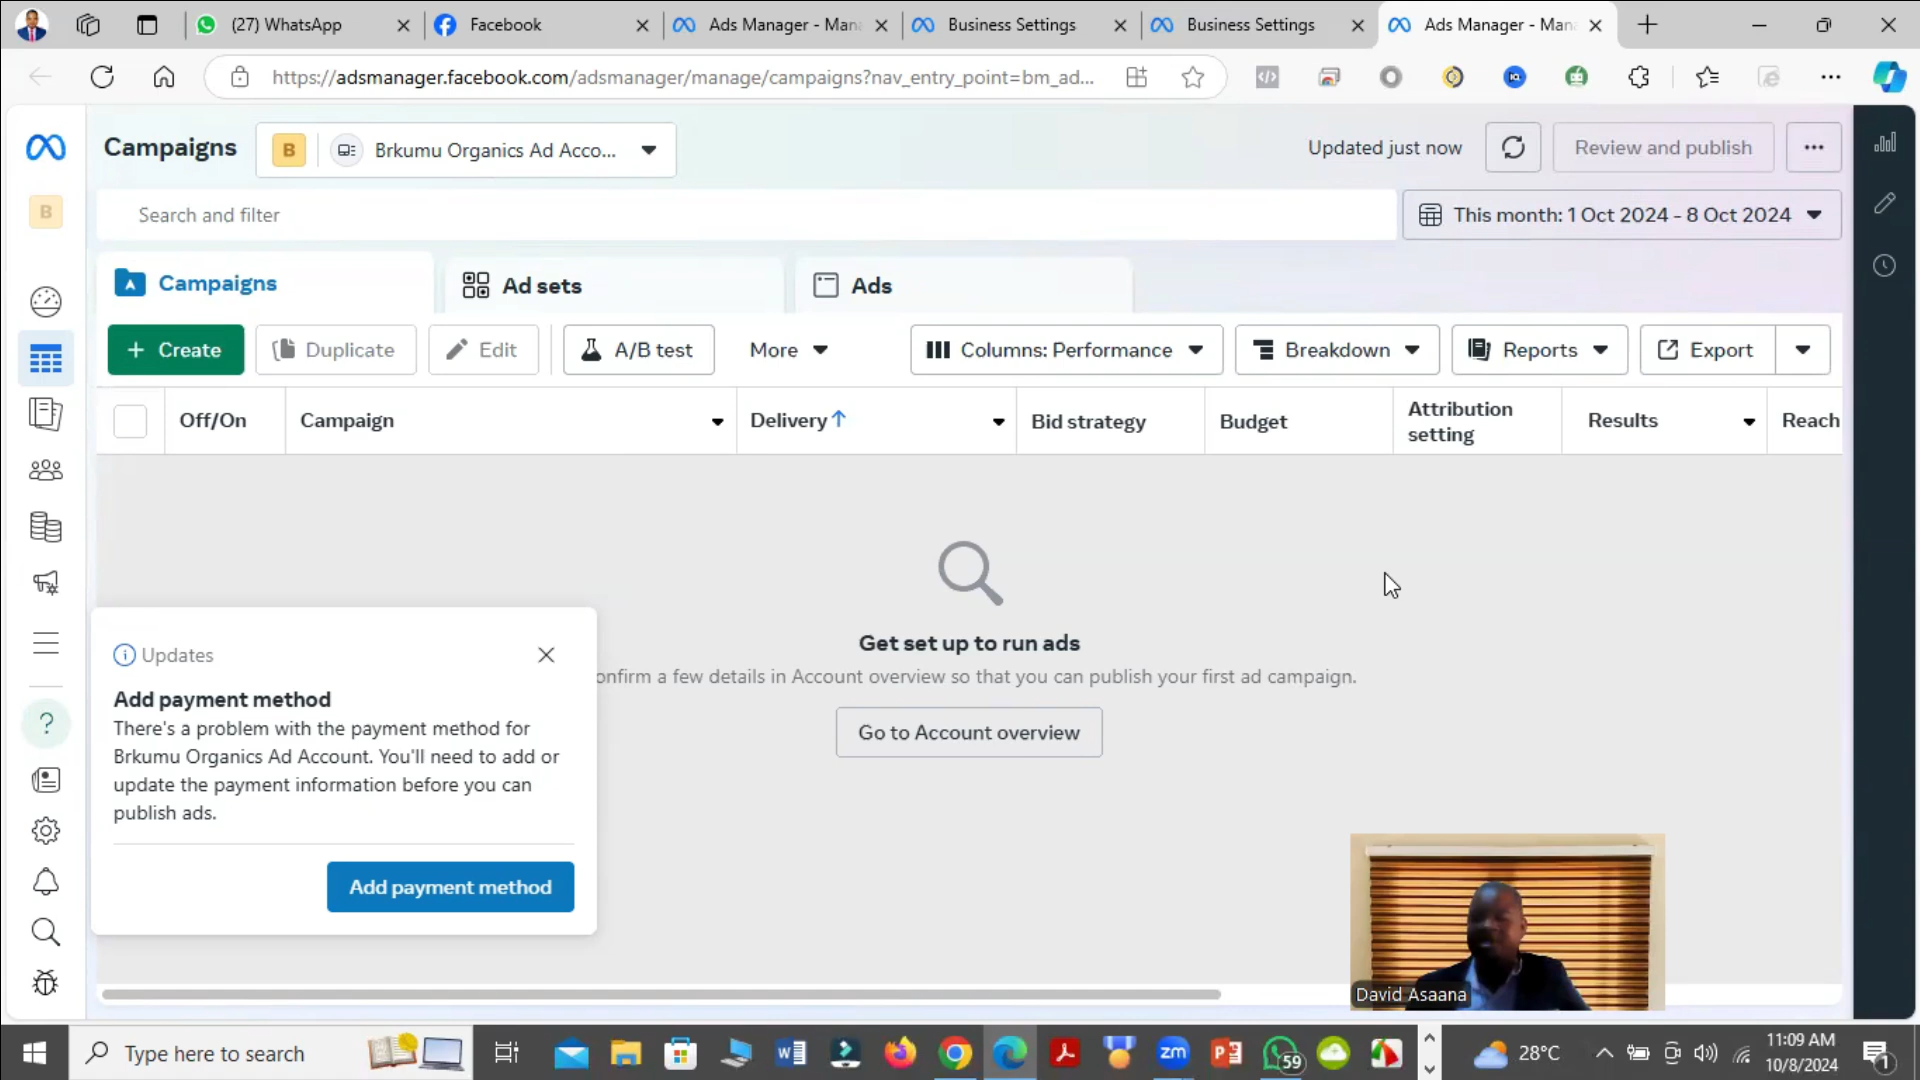 (27) WhatsApp
Facebook
Ads Manager - Man
Business Settings
Business Settings
Ads Manager - Man
https://adsmanager.facebook.com/adsmanager/manage/campaigns?nav_entry_point=bm_ad...
Campaigns
B
Brkumu Organics Ad Acco...
Updated just now
Review and publish
B
Search and filter
This month: 1 Oct 2024 - 8 Oct 2024
Campaigns
Ad sets
Ads
+ Create
Duplicate
Edit
A/B test
More
Columns: Performance
Breakdown
Reports
Export
Off/On
Campaign
Delivery↑
Bid strategy
Budget
Attribution setting
Results
Reach
Get set up to run ads
onfirm a few details in Account overview so that you can publish your first ad campaign.
Go to Account overview
Updates
Add payment method
There's a problem with the payment method for
Brkumu Organics Ad Account. You'll need to add or
update the payment information before you can
publish ads.
Add payment method
David Asaana
Type here to search
zm
59
28°C
11:09 AM
10/8/2024
1